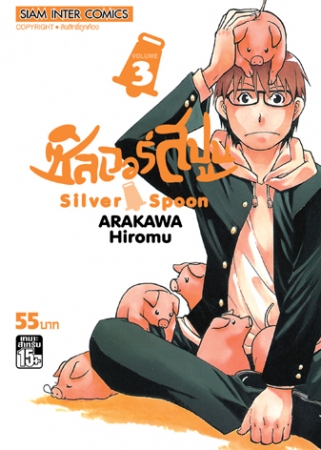 SIAM INTER COMICS
COPYRIGHT • ลิขสิทธิ์ถูกต้อง
VOLUME
3
ซิลเวอร์สปูน
Silver Spoon
ARAKAWA
Hiromu
55 บาท
เหมาะ
สำหรับ
15+